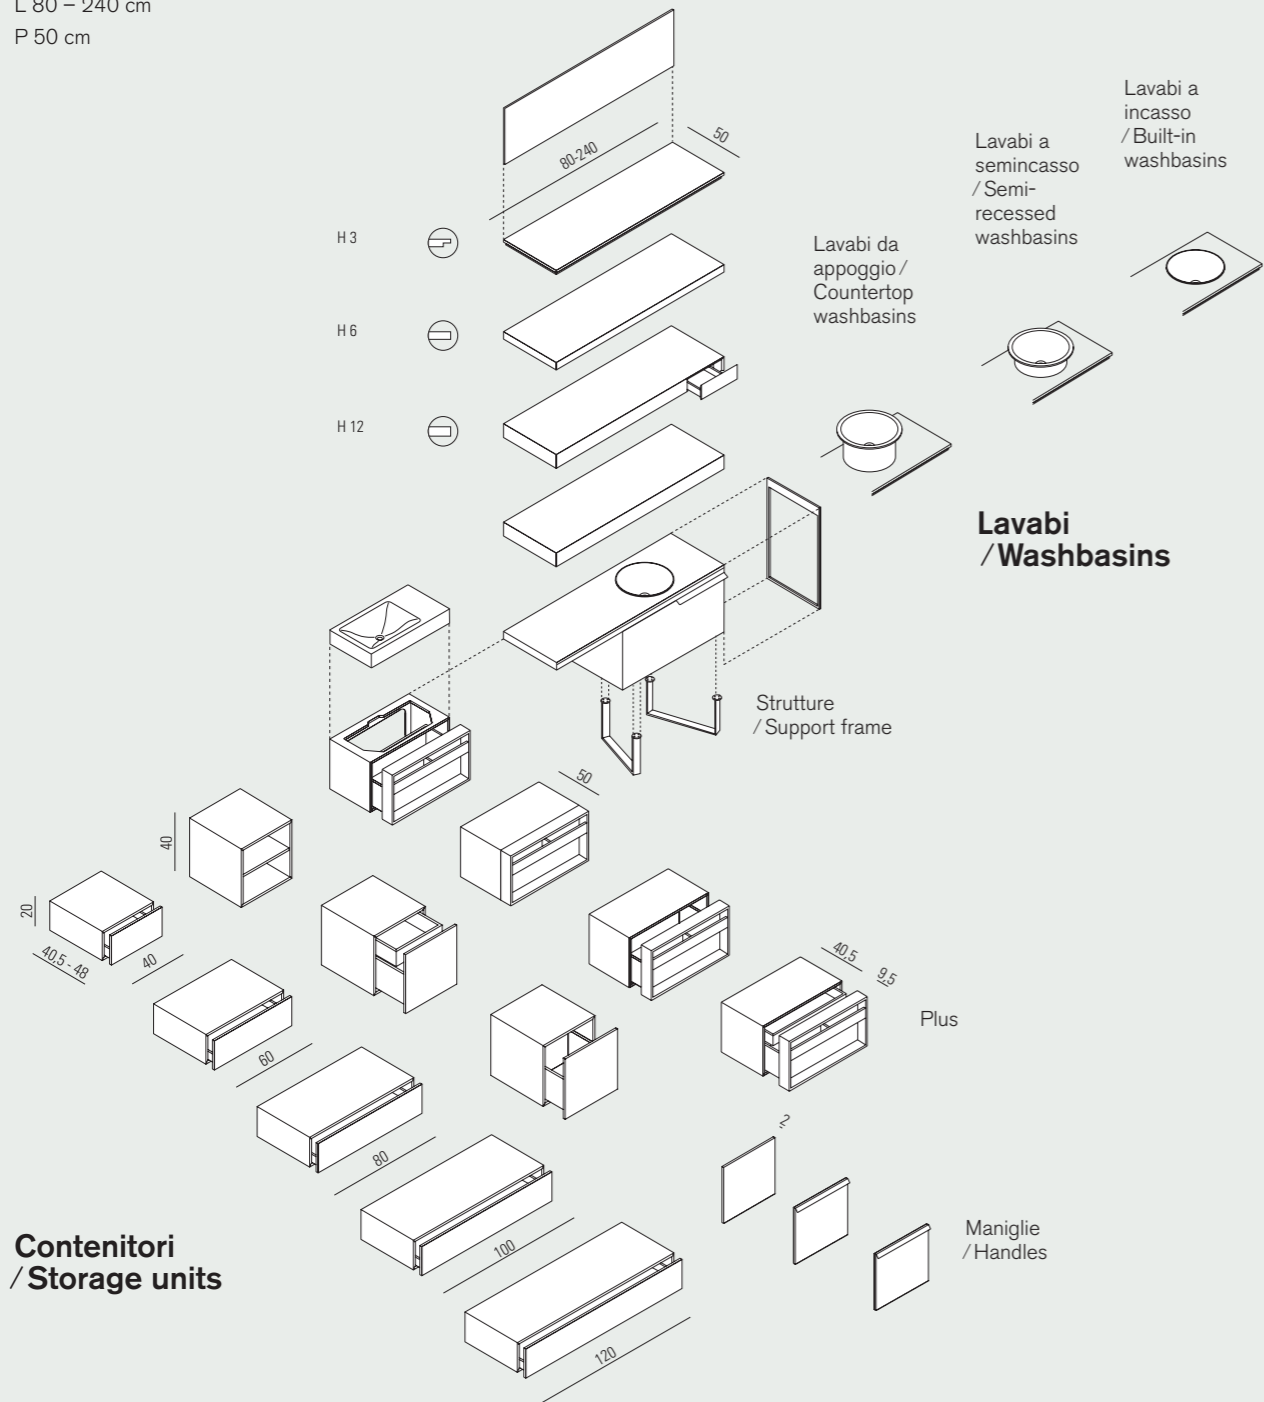 L 80 – 240 cm
P 50 cm
80-240
50
H 3
H 6
H 12
Lavabi da
appoggio /
Countertop
washbasins
Lavabi a
semincasso
/ Semi-
recessed
washbasins
Lavabi a
incasso
/ Built-in
washbasins
Lavabi
/ Washbasins
Strutture
/ Support frame
50
40
20
40,5 - 48
40
60
80
100
120
40,5
9,5
Plus
2
Maniglie
/ Handles
Contenitori
/ Storage units